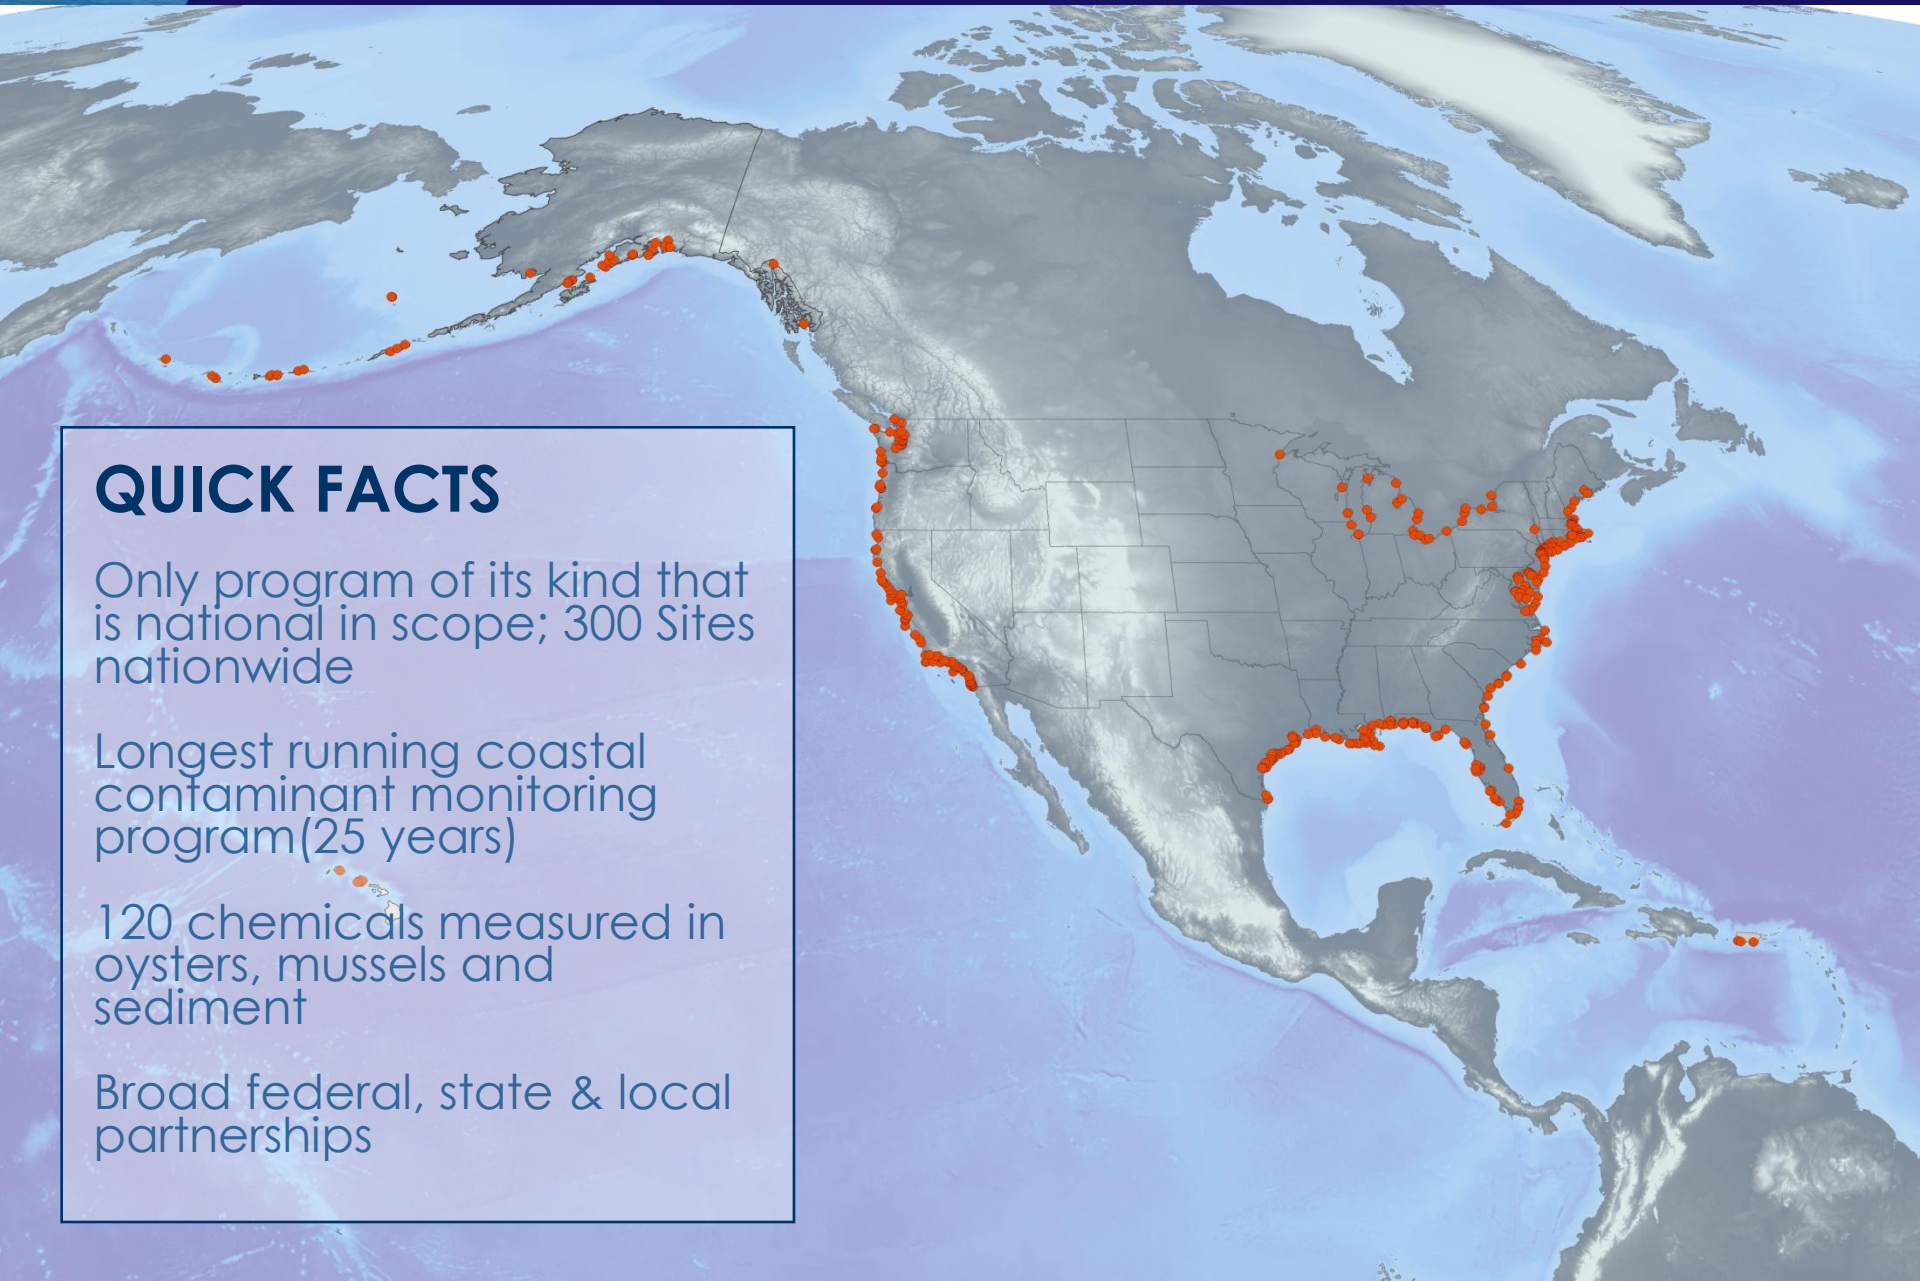 QUICK FACTS
Only program of its kind that
is national in scope; 300 Sites
nationwide
Longest running coastal
contaminant monitoring
program(25 years)
120 chemicals measured in
oysters, mussels and
sediment
Broad federal, state & local
partnerships